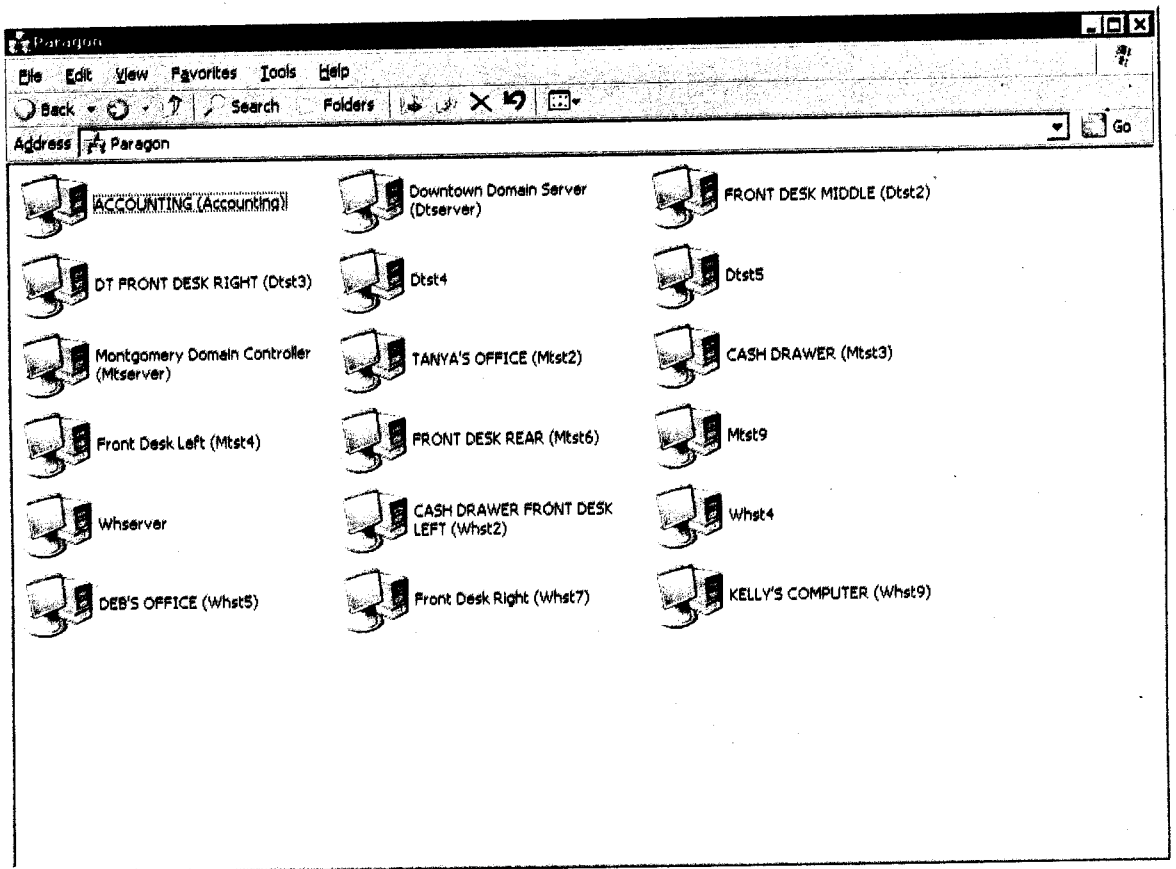 Paragon
File Edit View Favorites Tools Help
Back Search Folders
Address Paragon Go
ACCOUNTING (Accounting)
Downtown Domain Server
(Dtserver)
FRONT DESK MIDDLE (Dtst2)
DT FRONT DESK RIGHT (Dtst3)
Dtst4
Dtst5
Montgomery Domain Controller
(Mtserver)
TANYA'S OFFICE (Mtst2)
CASH DRAWER (Mtst3)
Front Desk Left (Mtst4)
FRONT DESK REAR (Mtst6)
Mtst9
Whserver
CASH DRAWER FRONT DESK
LEFT (Whst2)
Whst4
DEB'S OFFICE (Whst5)
Front Desk Right (Whst7)
KELLY'S COMPUTER (Whst9)